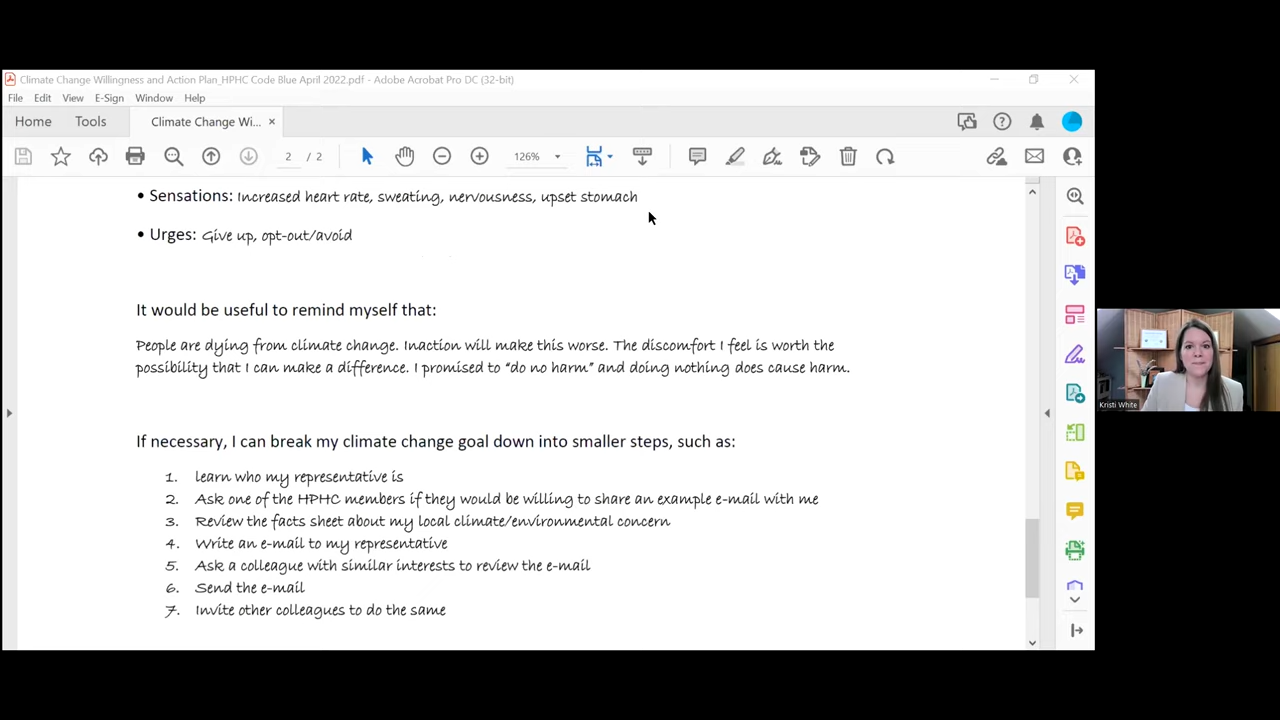 Climate Change Willingness and Action Plan_HPHC Code Blue April 2022.pdf - Adobe Acrobat Pro DC (32-bit)
File Edit View E-Sign Window Help
Home Tools Climate Change Wi... ×
2 / 2 126%
• Sensations: Increased heart rate, sweating, nervousness, upset stomach
• Urges: Give up, opt-out/avoid
It would be useful to remind myself that:
People are dying from climate change. Inaction will make this worse. The discomfort I feel is worth the
possibility that I can make a difference. I promised to “do no harm” and doing nothing does cause harm.
If necessary, I can break my climate change goal down into smaller steps, such as:
1. learn who my representative is
2. Ask one of the HPHC members if they would be willing to share an example e-mail with me
3. Review the facts sheet about my local climate/environmental concern
4. Write an e-mail to my representative
5. Ask a colleague with similar interests to review the e-mail
6. Send the e-mail
7. Invite other colleagues to do the same
Kristi White